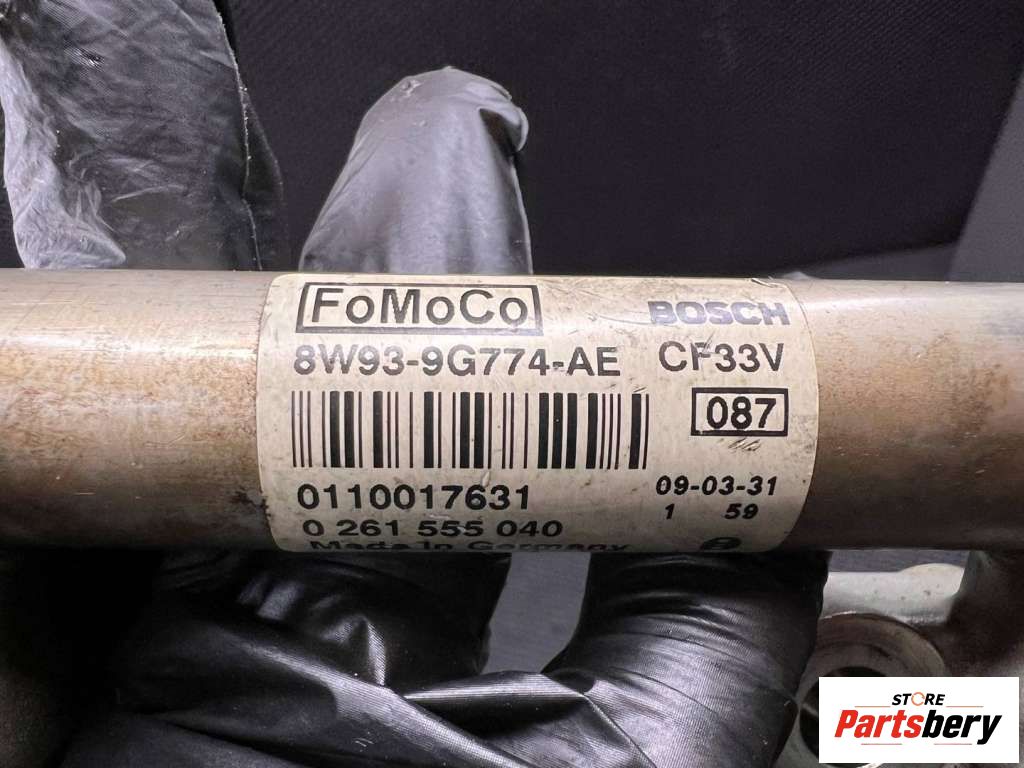 FoMoCo BOSCH
8W93-9G774-AE CF33V
087
0110017631 09-03-31
0 261 555 040 1 59
Made in Germany
STORE
Partsbery